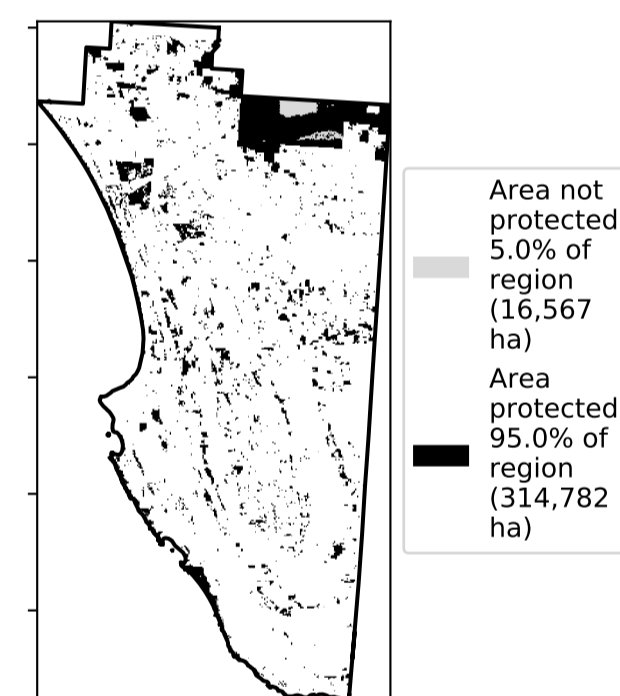 Area not
protected
5.0% of
region
(16,567
ha)
Area
protected
95.0% of
region
(314,782
ha)